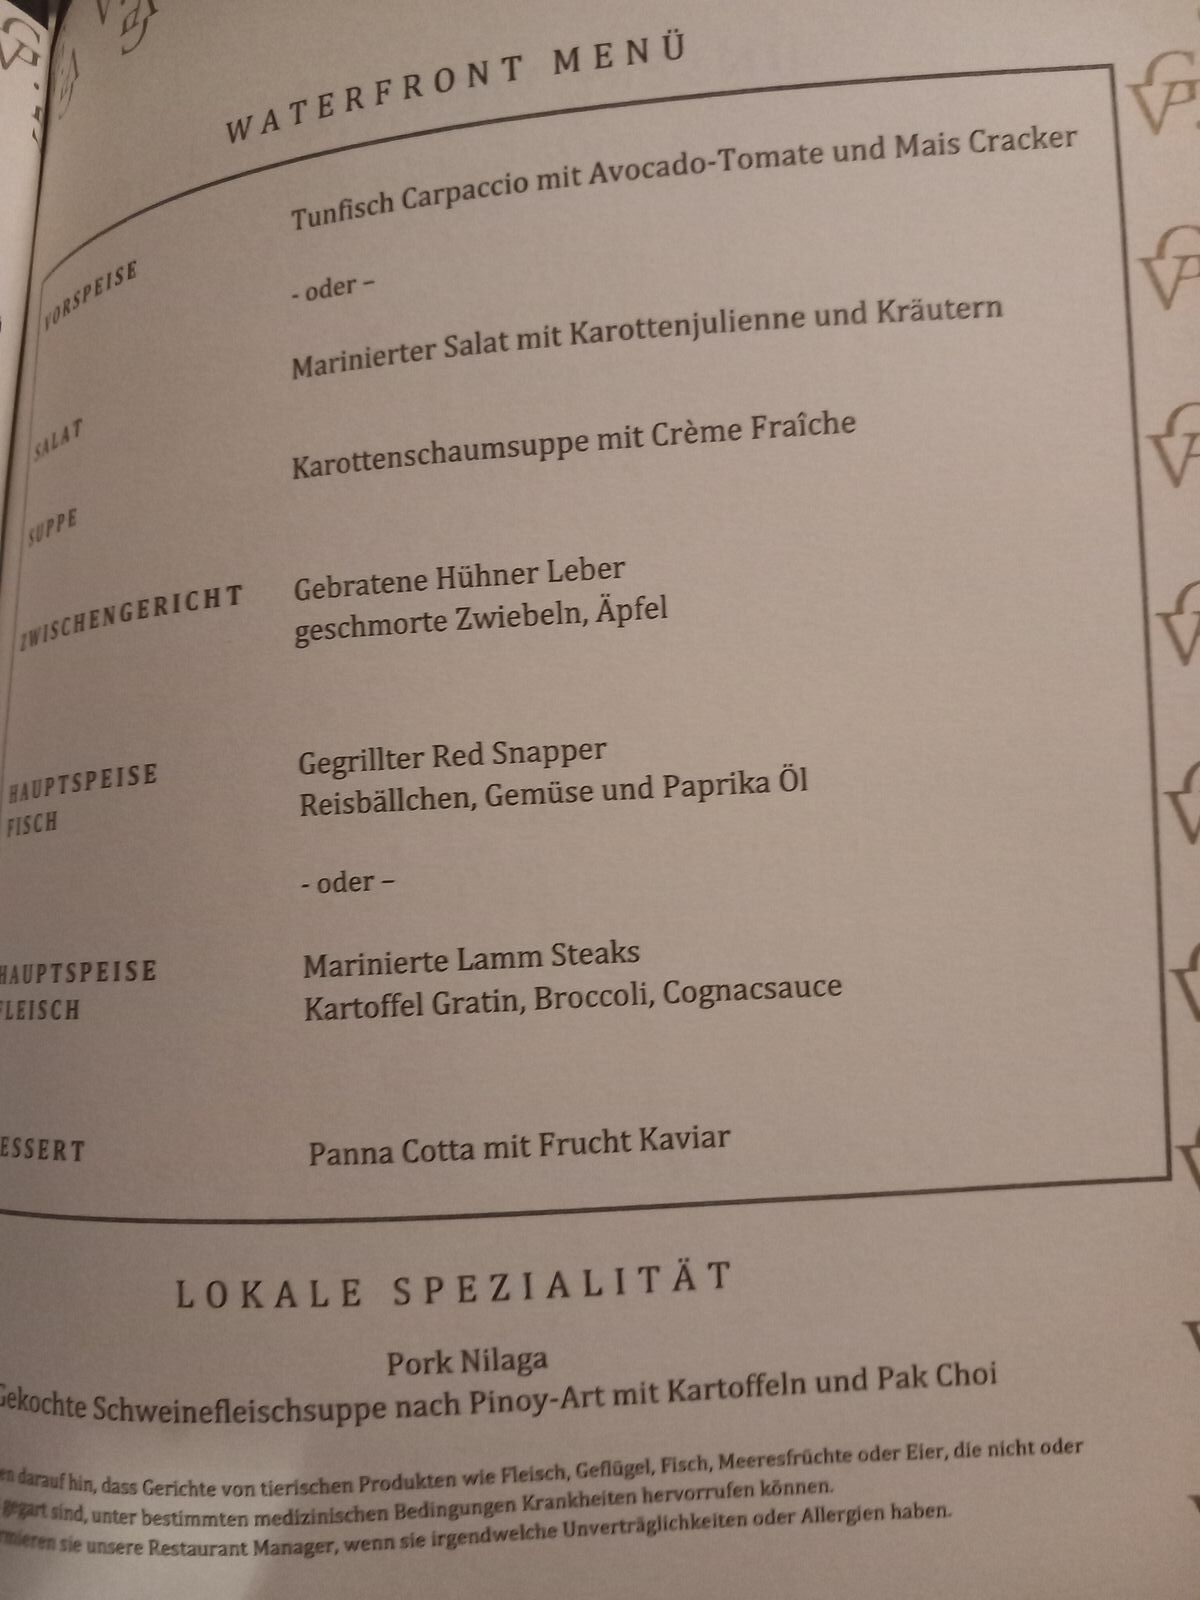 WATERFRONT MENÜ
Tunfisch Carpaccio mit Avocado-Tomate und Mais Cracker
VORSPEISE
- oder –
Marinierter Salat mit Karottenjulienne und Kräutern
SALAT
Karottenschaumsuppe mit Crème Fraîche
SUPPE
ZWISCHENGERICHT Gebratene Hühner Leber
geschmorte Zwiebeln, Äpfel
HAUPTSPEISE Gegrillter Red Snapper
FISCH Reisbällchen, Gemüse und Paprika Öl
- oder –
HAUPTSPEISE Marinierte Lamm Steaks
FLEISCH Kartoffel Gratin, Broccoli, Cognacsauce
ESSERT Panna Cotta mit Frucht Kaviar
LOKALE SPEZIALITÄT
Pork Nilaga
Gekochte Schweinefleischsuppe nach Pinoy-Art mit Kartoffeln und Pak Choi
en darauf hin, dass Gerichte von tierischen Produkten wie Fleisch, Geflügel, Fisch, Meeresfrüchte oder Eier, die nicht oder
gegart sind, unter bestimmten medizinischen Bedingungen Krankheiten hervorrufen können.
rmieren sie unsere Restaurant Manager, wenn sie irgendwelche Unverträglichkeiten oder Allergien haben.